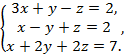 3x + y − z = 2,
x − y + z = 2 ,
x + 2y + 2z = 7.